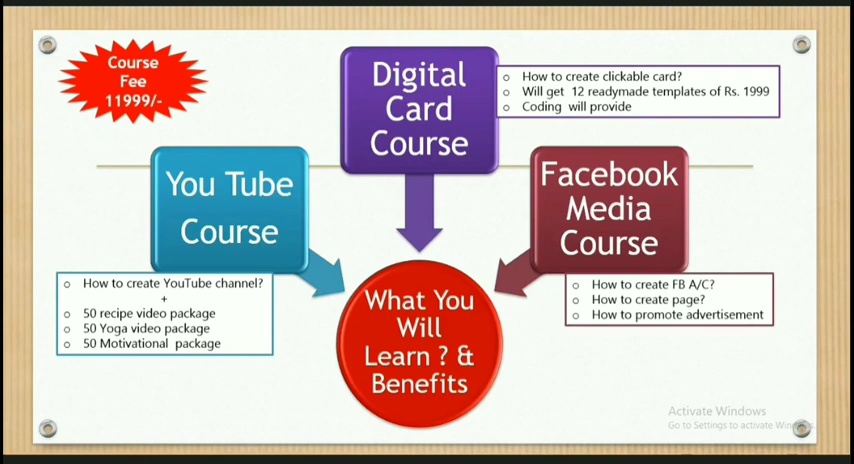 Course
Fee
11999/-
Digital
Card
Course
How to create clickable card?
Will get 12 readymade templates of Rs. 1999
Coding will provide
You Tube
Course
Facebook
Media
Course
How to create YouTube channel?
+
50 recipe video package
50 Yoga video package
50 Motivational package
How to create FB A/C?
How to create page?
How to promote advertisement
What You
Will
Learn ? &
Benefits
Activate Windows
Go to Settings to activate Windows.